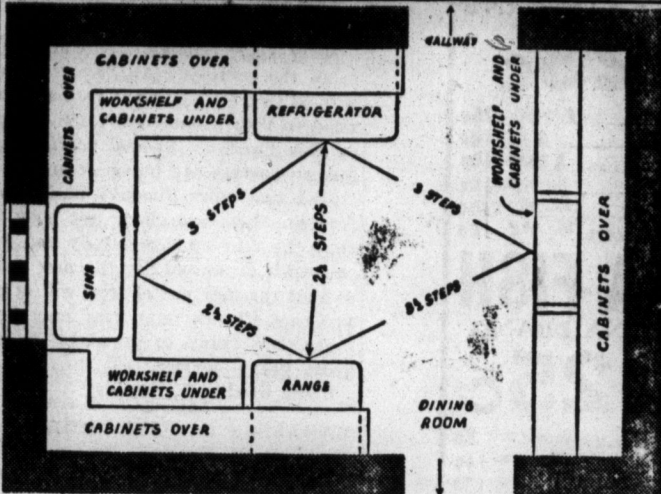 GALLWAY
CABINETS OVER
CABINETS OVER
WORKSHELF AND
CABINETS UNDER
REFRIGERATOR
WORKSHELF AND
CABINETS UNDER
3 STEPS
3 STEPS
2½ STEPS
SINK
2½ STEPS
3½ STEPS
CABINETS OVER
WORKSHELF AND
CABINETS UNDER
RANGE
DINING
ROOM
CABINETS OVER